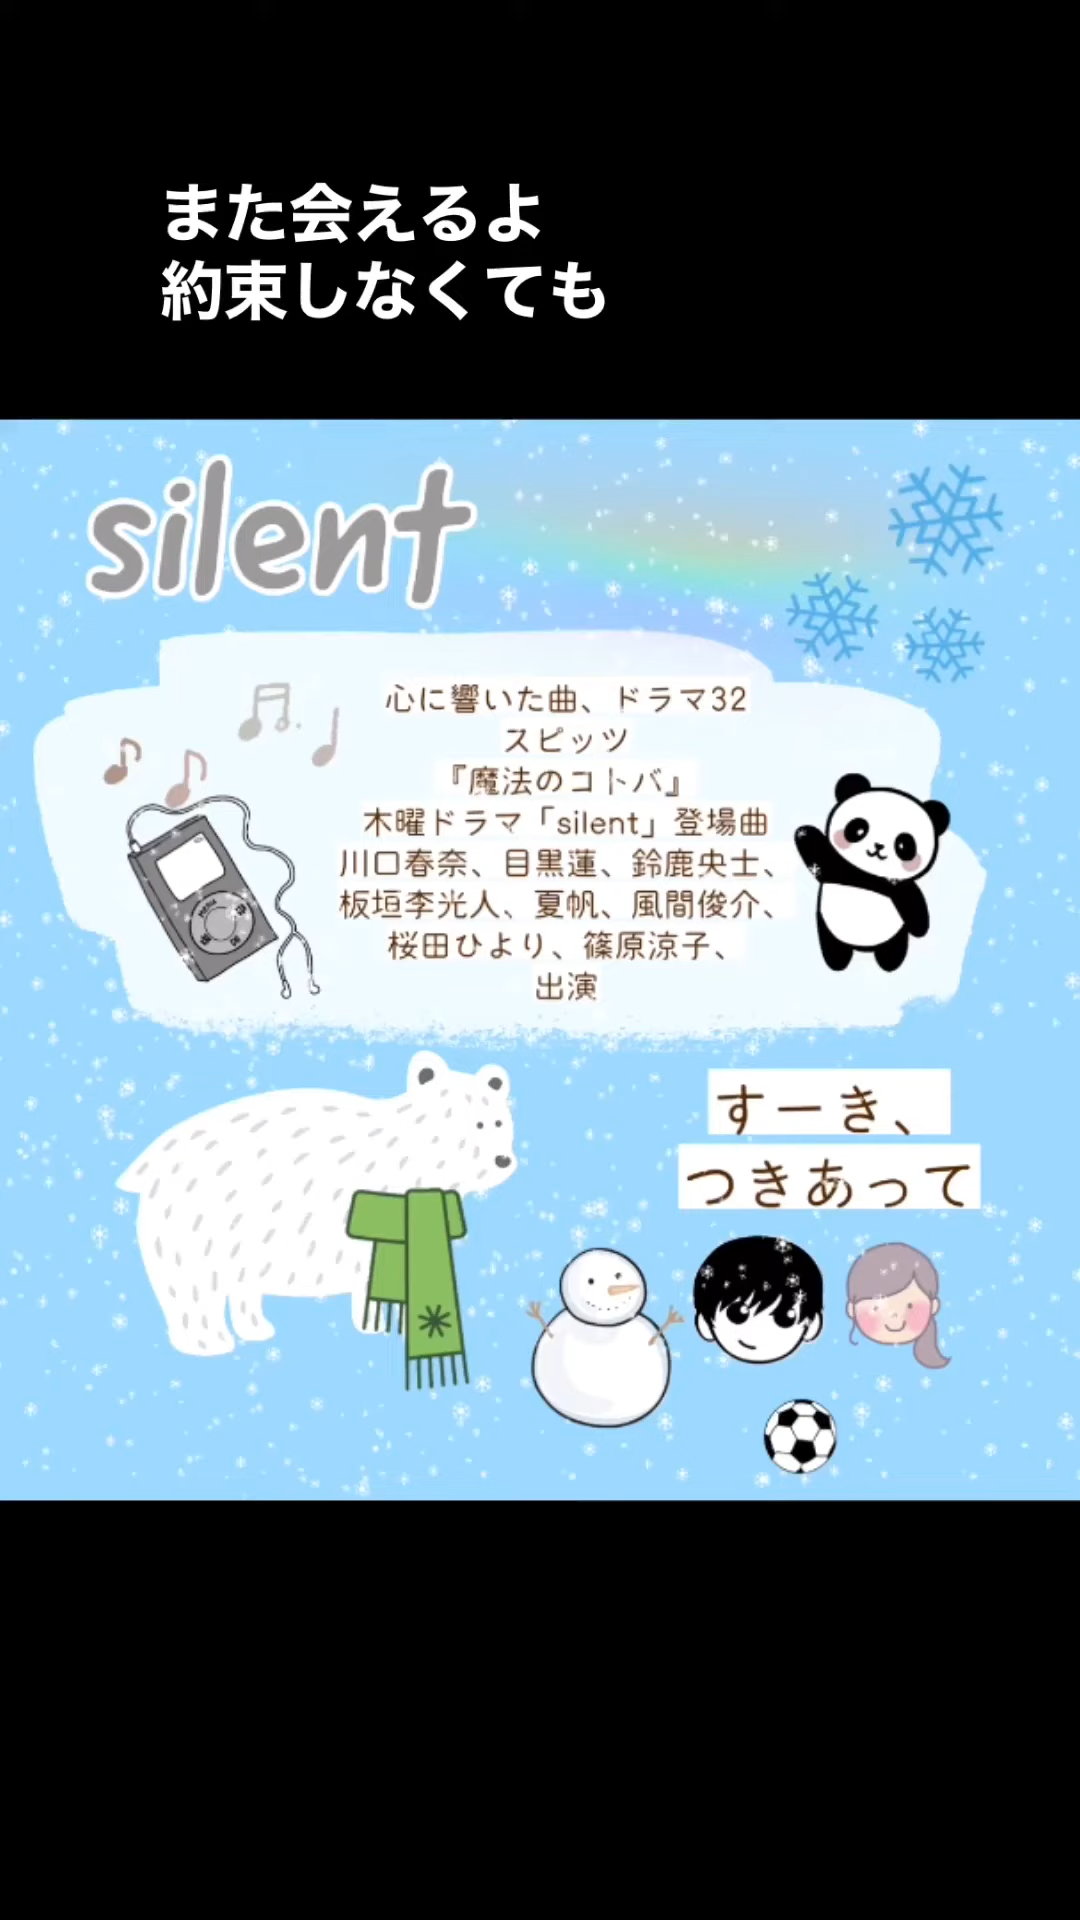 また会えるよ
約束しなくても
silent
心に響いた曲、ドラマ32
スピッツ
『魔法のコトバ』
木曜ドラマ「silent」登場曲
川口春奈、目黒蓮、鈴鹿央士、
板垣李光人、夏帆、風間俊介、
桜田ひより、篠原涼子、
出演
MENU
すーき、
つきあって